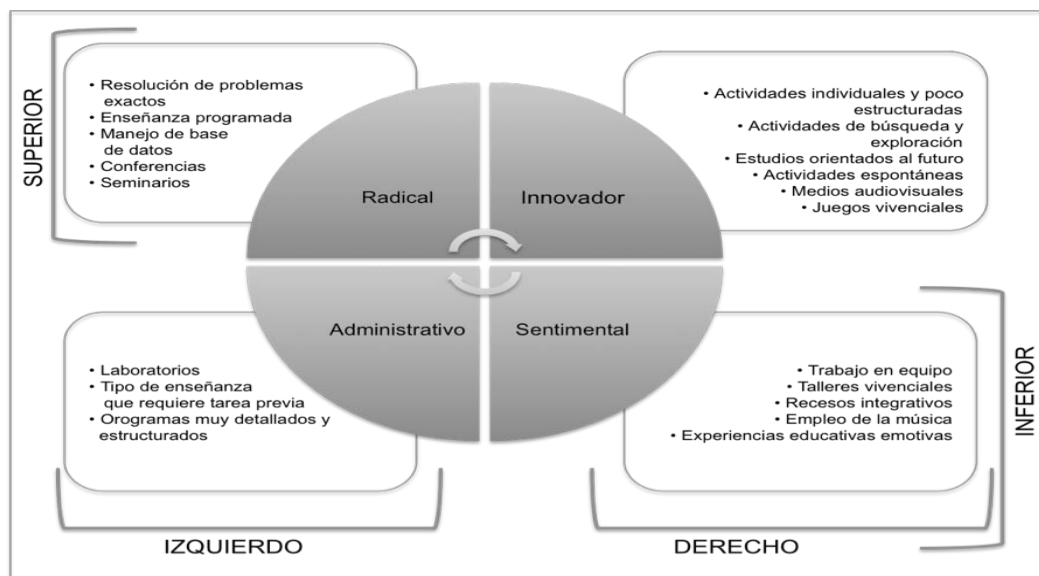 SUPERIOR
• Resolución de problemas
exactos
• Enseñanza programada
• Manejo de base
de datos
• Conferencias
• Seminarios
Radical
Innovador
• Actividades individuales y poco
estructuradas
• Actividades de búsqueda y
exploración
• Estudios orientados al futuro
• Actividades espontáneas
• Medios audiovisuales
• Juegos vivenciales
Administrativo
Sentimental
• Laboratorios
• Tipo de enseñanza
que requiere tarea previa
• Orogramas muy detallados y
estructurados
• Trabajo en equipo
• Talleres vivenciales
• Recesos integrativos
• Empleo de la música
• Experiencias educativas emotivas
INFERIOR
IZQUIERDO
DERECHO